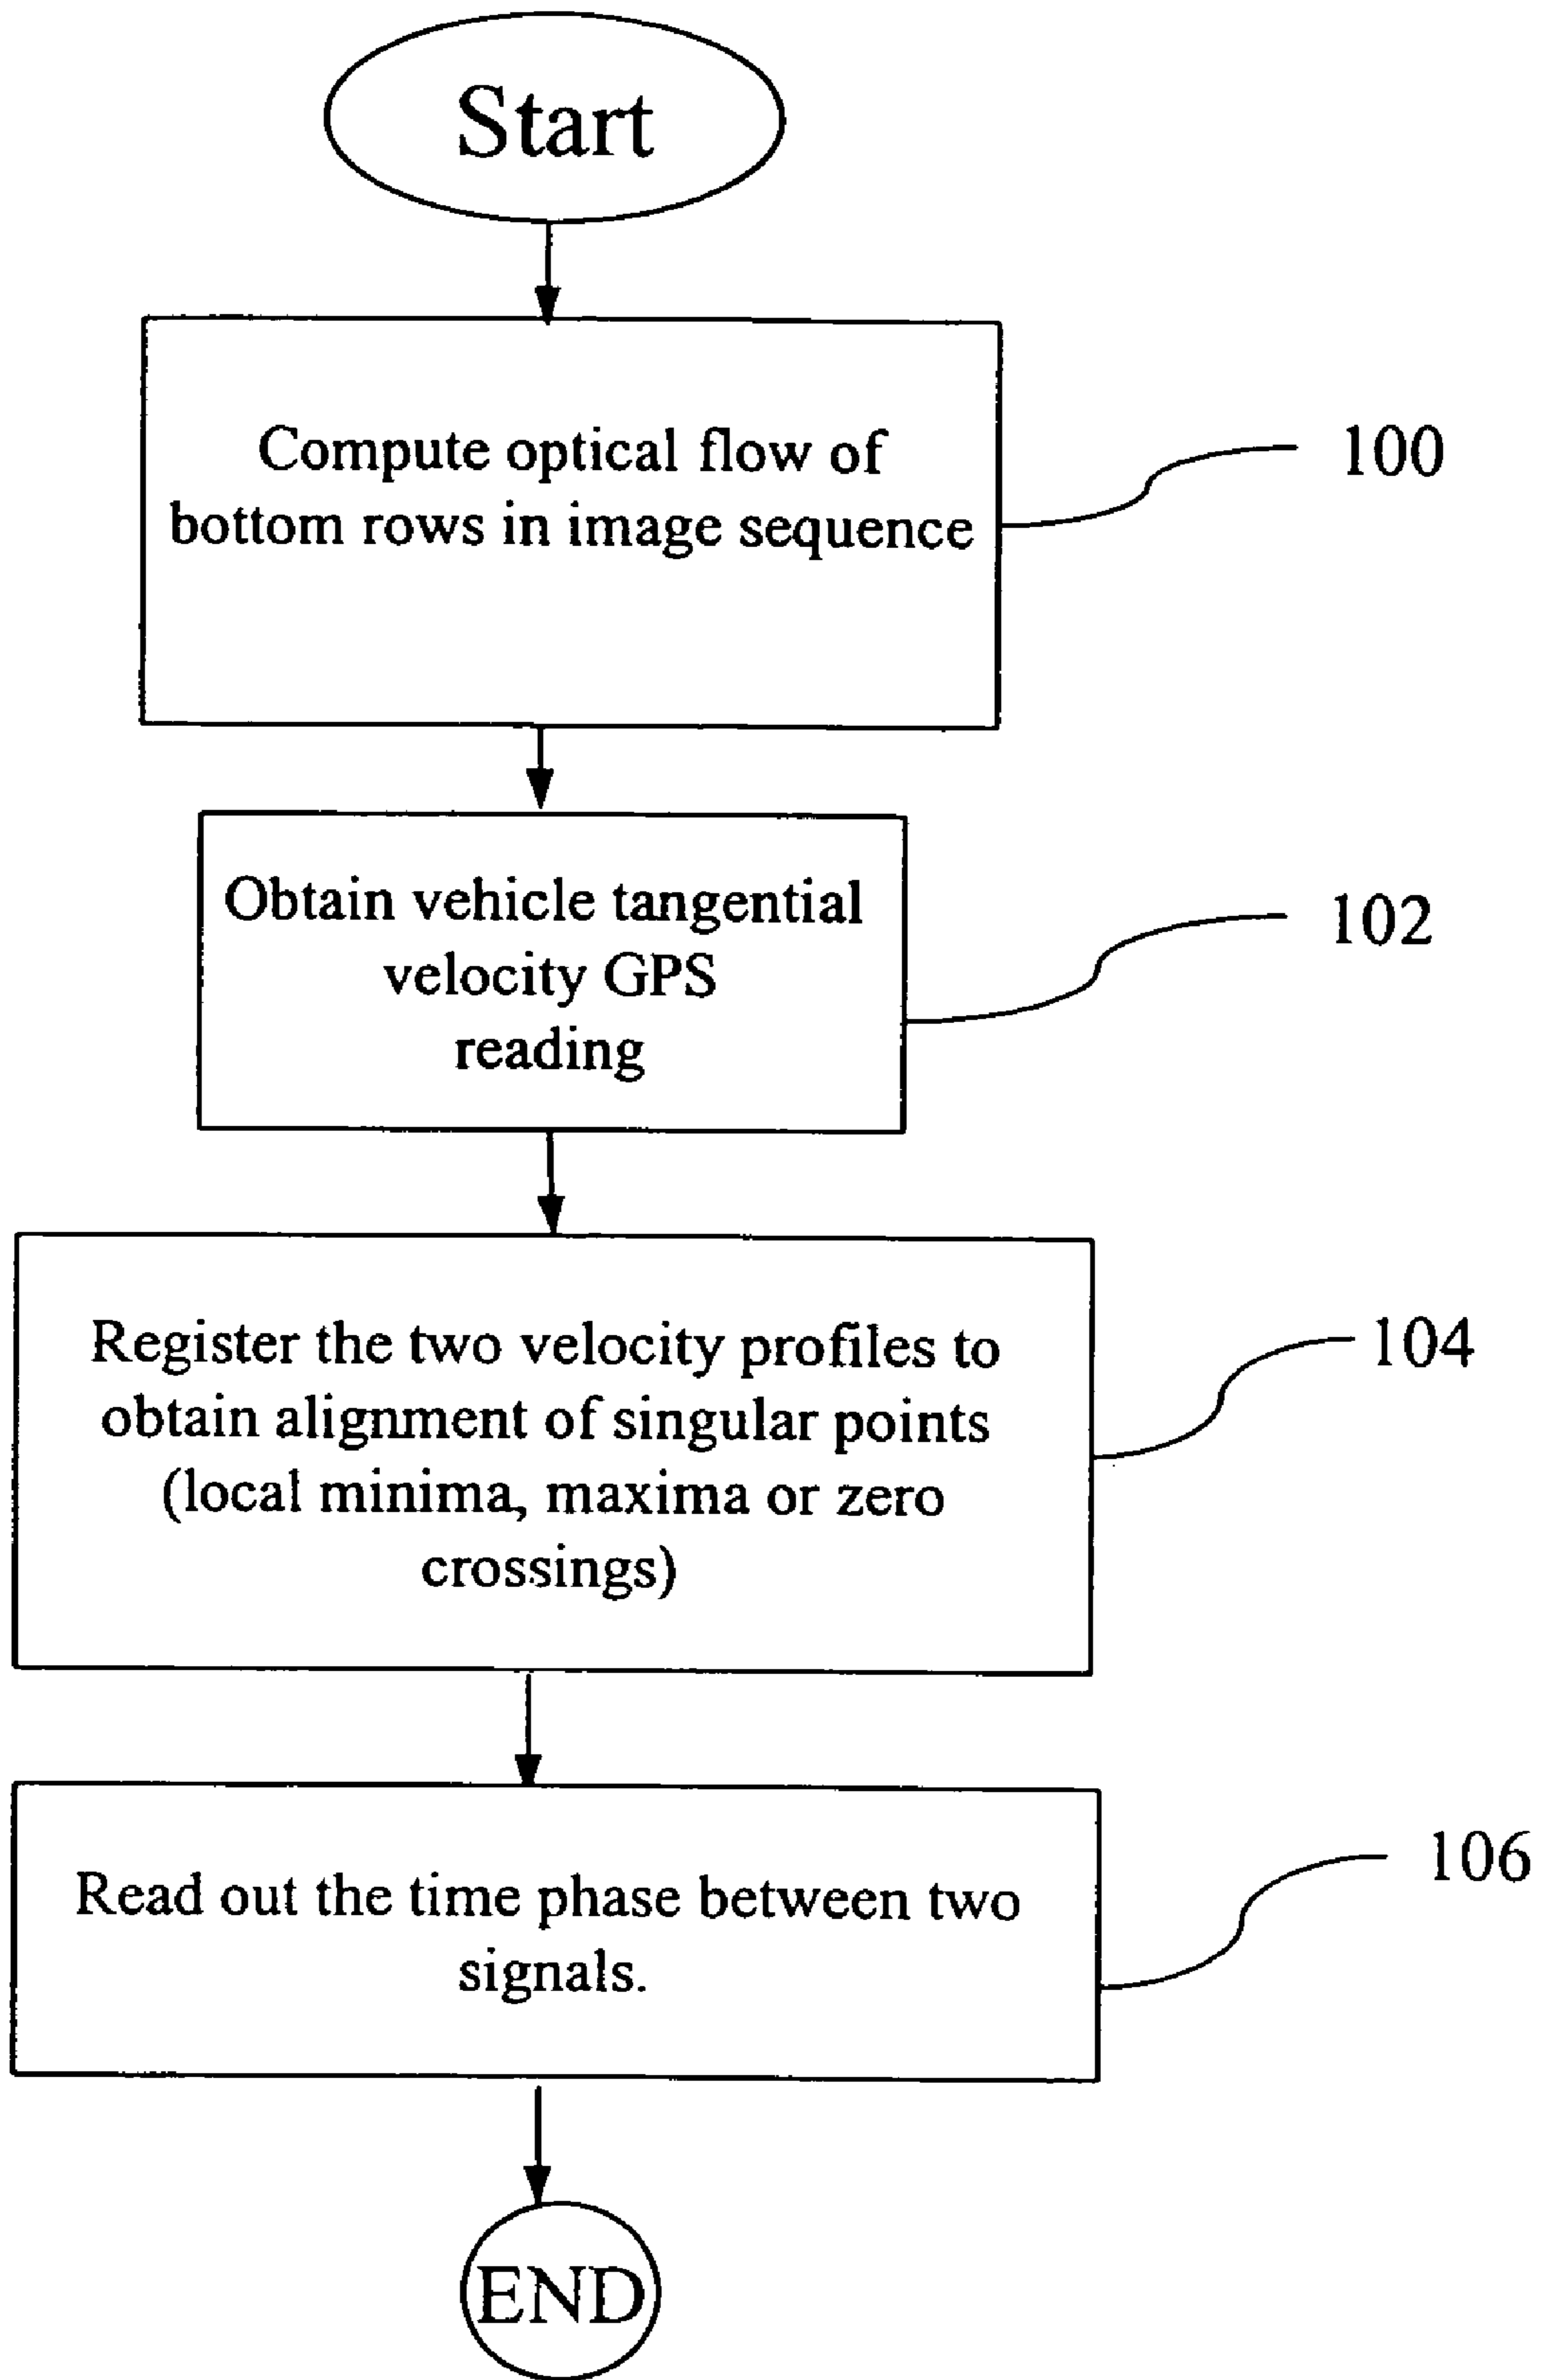 Start
Compute optical flow of
bottom rows in image sequence
100
Obtain vehicle tangential
velocity GPS
reading
102
Register the two velocity profiles to
obtain alignment of singular points
(local minima, maxima or zero
crossings)
104
Read out the time phase between two
signals.
106
END